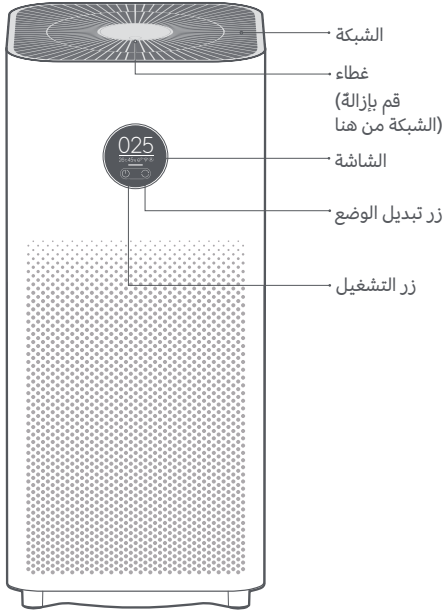 الشبكة
غطاء
(قم بإزالة
الشبكة من هنا)
الشاشة
025
زر تبديل الوضع
زر التشغيل